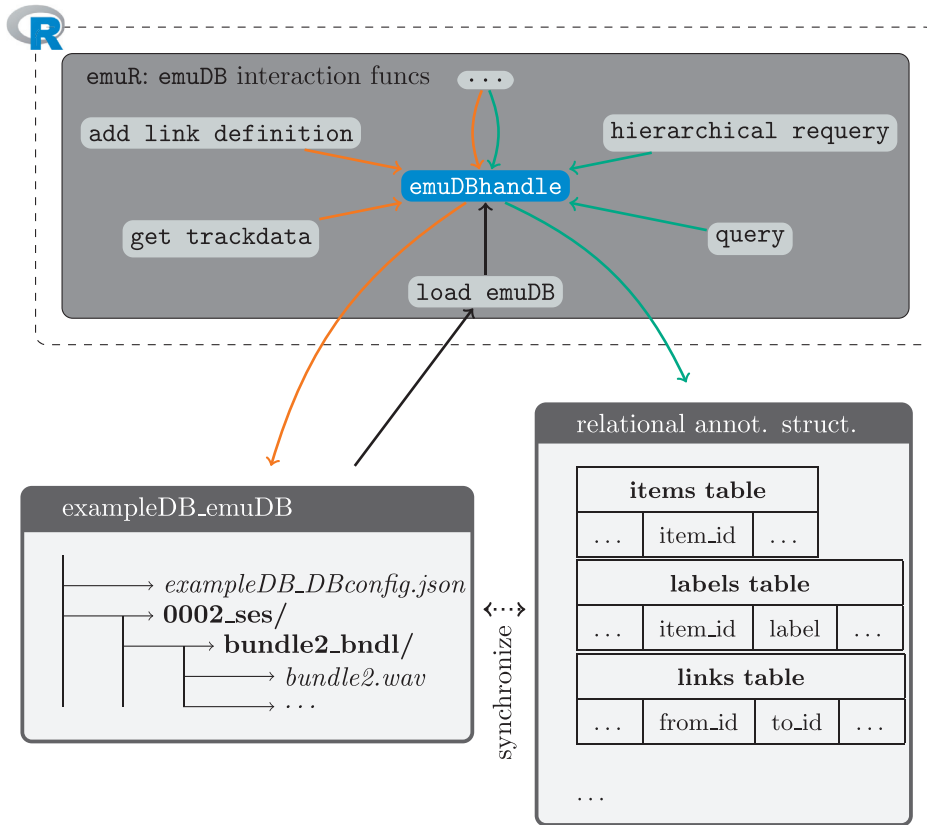 R
emuR: emuDB interaction funcs
...
add link definition
hierarchical requery
emuDBhandle
get trackdata
query
load emuDB
relational annot. struct.
items table
... item_id ...
labels table
... item_id label ...
links table
... from_id to_id ...
...
exampleDB_emuDB
exampleDB_DBconfig.json
0002_ses/
bundle2_bndl/
bundle2.wav
...
synchronize